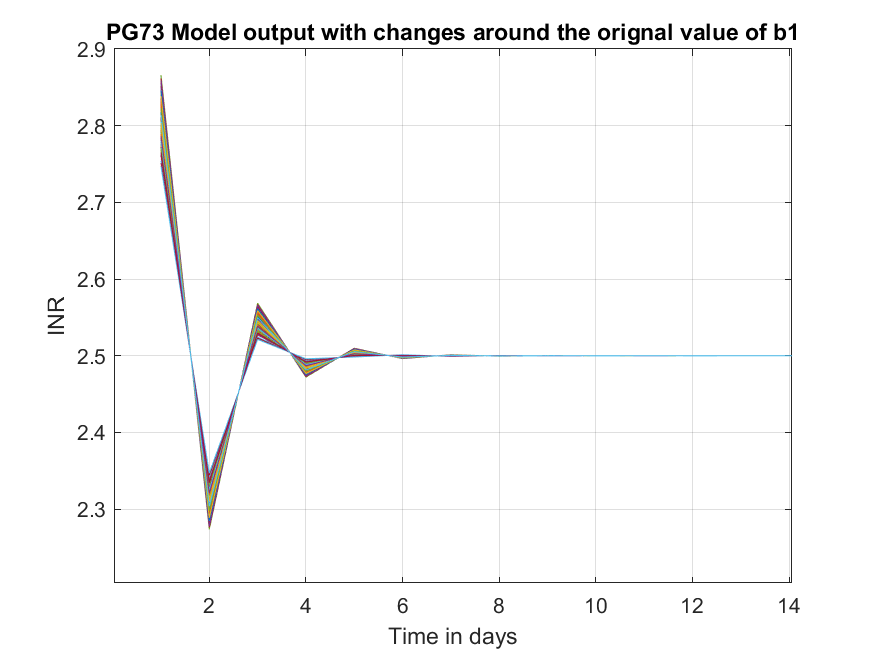 PG73 Model output with changes around the orignal value of b1
2.9
2.8
2.7
2.6
2.5
2.4
2.3
INR
2 4 6 8 10 12 14
Time in days